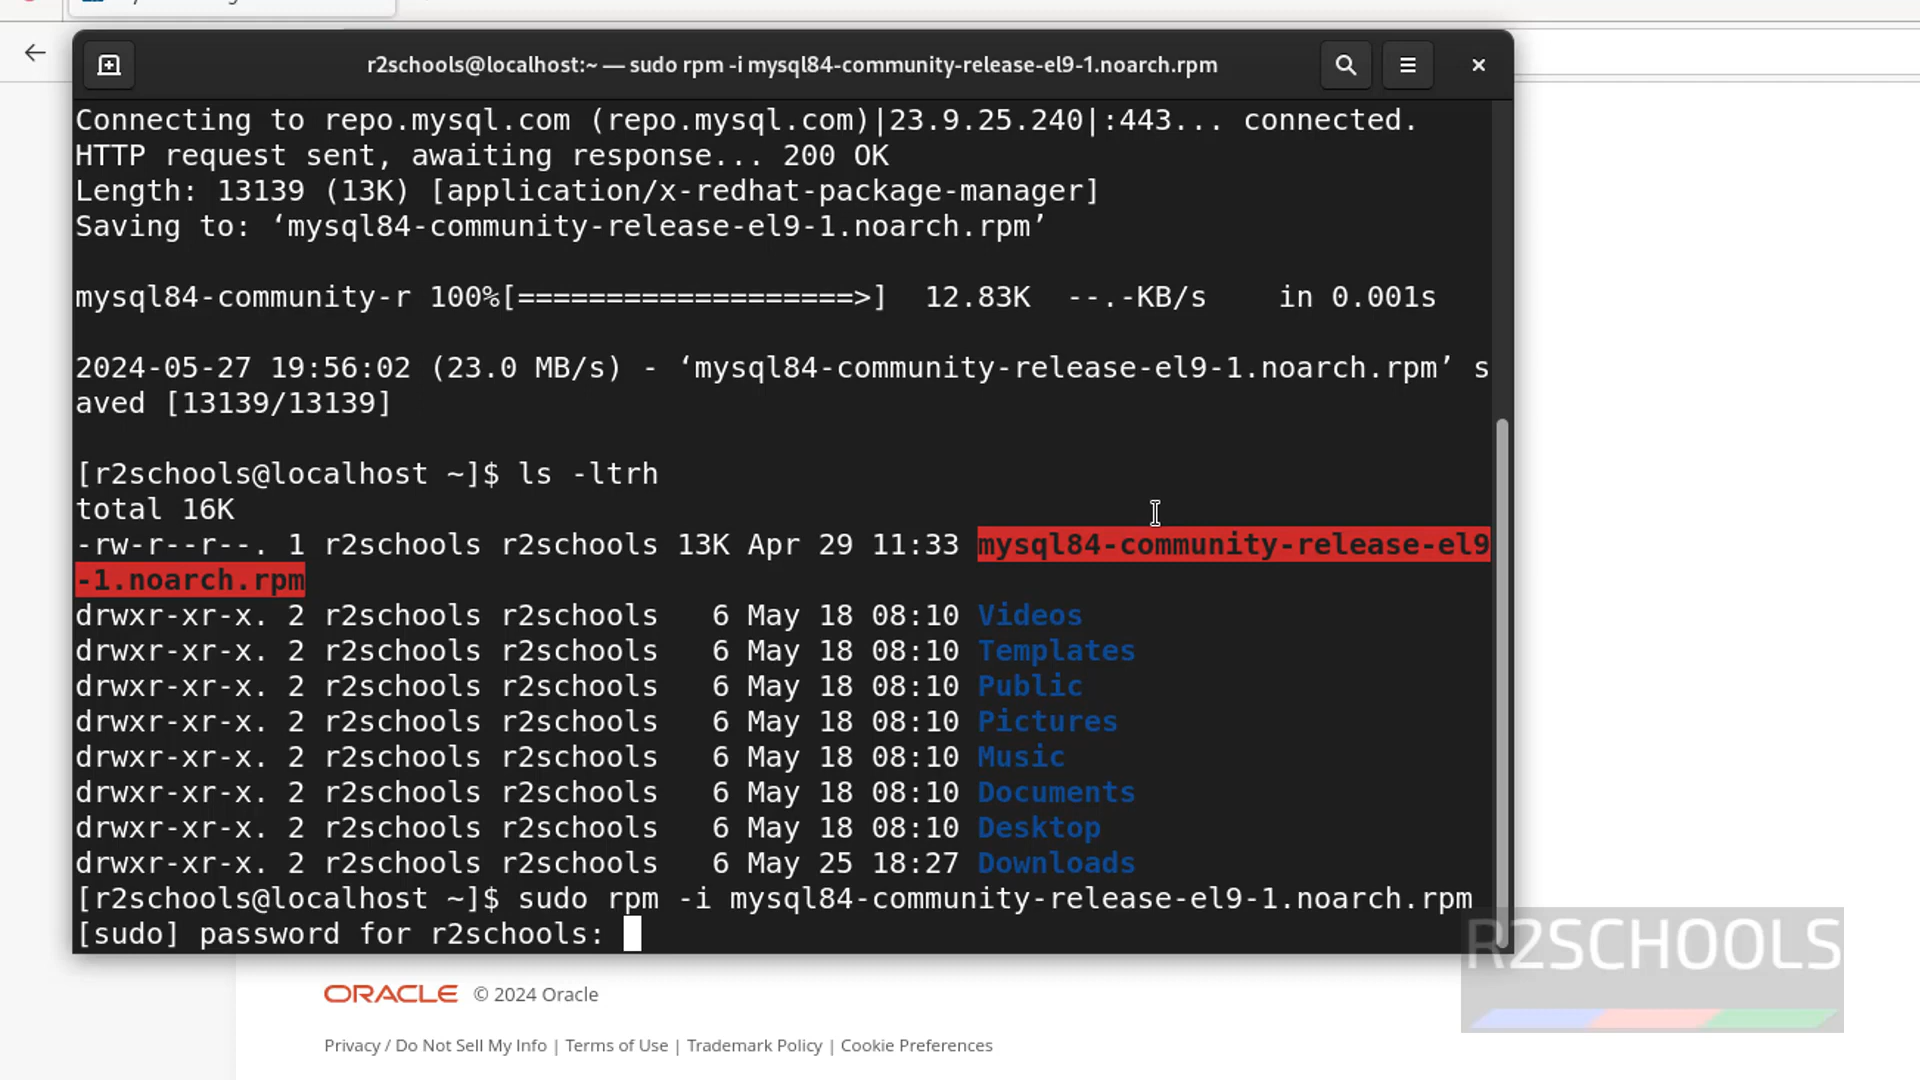 r2schools@localhost:~ — sudo rpm -i mysql84-community-release-el9-1.noarch.rpm
Connecting to repo.mysql.com (repo.mysql.com)|23.9.25.240|:443... connected.
HTTP request sent, awaiting response... 200 OK
Length: 13139 (13K) [application/x-redhat-package-manager]
Saving to: ‘mysql84-community-release-el9-1.noarch.rpm’
mysql84-community-r 100%[===================>]  12.83K  --.-KB/s    in 0.001s
2024-05-27 19:56:02 (23.0 MB/s) - ‘mysql84-community-release-el9-1.noarch.rpm’ s
aved [13139/13139]
[r2schools@localhost ~]$ ls -ltrh
total 16K
-rw-r--r--. 1 r2schools r2schools 13K Apr 29 11:33 mysql84-community-release-el9
-1.noarch.rpm
drwxr-xr-x. 2 r2schools r2schools   6 May 18 08:10 Videos
drwxr-xr-x. 2 r2schools r2schools   6 May 18 08:10 Templates
drwxr-xr-x. 2 r2schools r2schools   6 May 18 08:10 Public
drwxr-xr-x. 2 r2schools r2schools   6 May 18 08:10 Pictures
drwxr-xr-x. 2 r2schools r2schools   6 May 18 08:10 Music
drwxr-xr-x. 2 r2schools r2schools   6 May 18 08:10 Documents
drwxr-xr-x. 2 r2schools r2schools   6 May 18 08:10 Desktop
drwxr-xr-x. 2 r2schools r2schools   6 May 25 18:27 Downloads
[r2schools@localhost ~]$ sudo rpm -i mysql84-community-release-el9-1.noarch.rpm
[sudo] password for r2schools:
R2SCHOOLS
ORACLE © 2024 Oracle
Privacy / Do Not Sell My Info | Terms of Use | Trademark Policy | Cookie Preferences